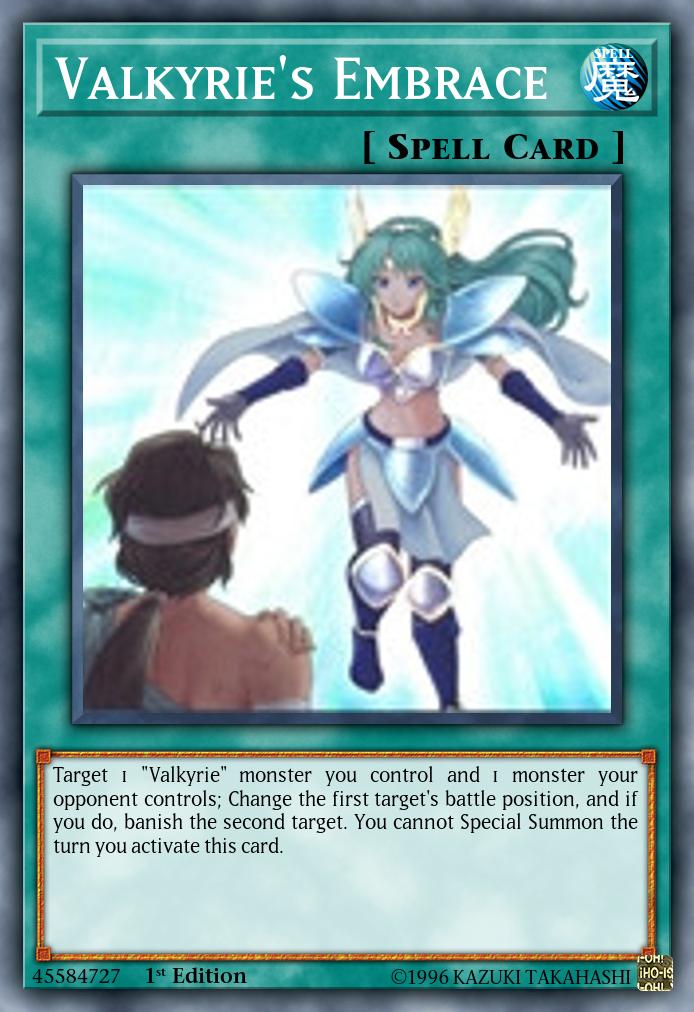 VALKYRIE'S EMBRACE
SPELL
魔
[ SPELL CARD ]
Target 1 "Valkyrie" monster you control and 1 monster your
opponent controls; Change the first target's battle position, and if
you do, banish the second target. You cannot Special Summon the
turn you activate this card.
45584727 1st Edition ©1996 KAZUKI TAKAHASHI